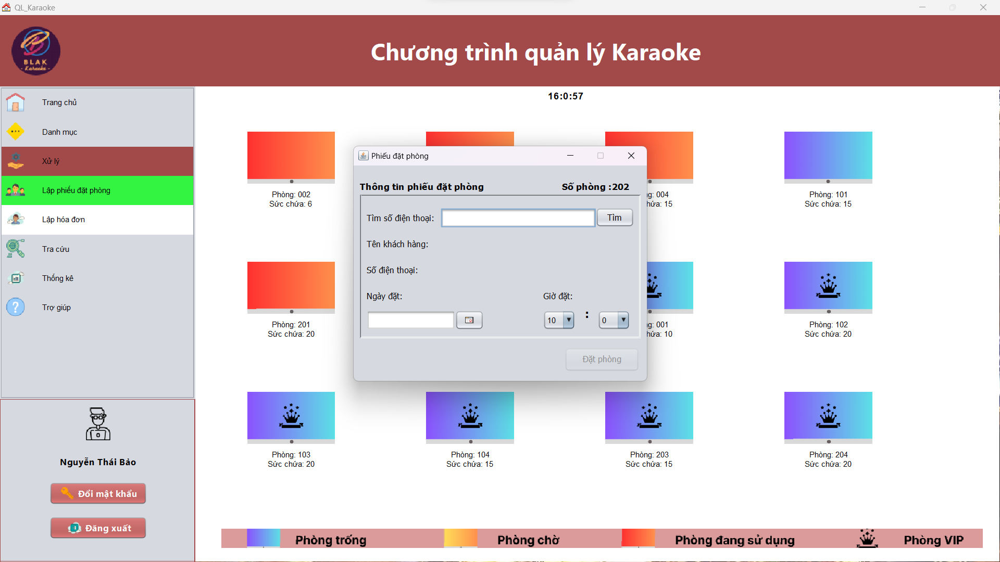 QL_Karaoke
BLAK
- Karaoke -
Chương trình quản lý Karaoke
Trang chủ
Danh mục
Xử lý
Lập phiếu đặt phòng
Lập hóa đơn
Tra cứu
Thống kê
Trợ giúp
Nguyễn Thái Bảo
Đổi mật khẩu
Đăng xuất
16:0:57
Phòng: 002
Sức chứa: 6
004
15
Phòng: 101
Sức chứa: 15
Phiếu đặt phòng
Thông tin phiếu đặt phòng
Số phòng :202
Tìm số điện thoại:
Tìm
Tên khách hàng:
Số điện thoại:
Ngày đặt:
Giờ đặt:
10 : 0
Đặt phòng
Phòng: 201
Sức chứa: 20
001
10
Phòng: 102
Sức chứa: 20
Phòng: 103
Sức chứa: 20
Phòng: 104
Sức chứa: 15
Phòng: 203
Sức chứa: 15
Phòng: 204
Sức chứa: 20
Phòng trống
Phòng chờ
Phòng đang sử dụng
Phòng VIP